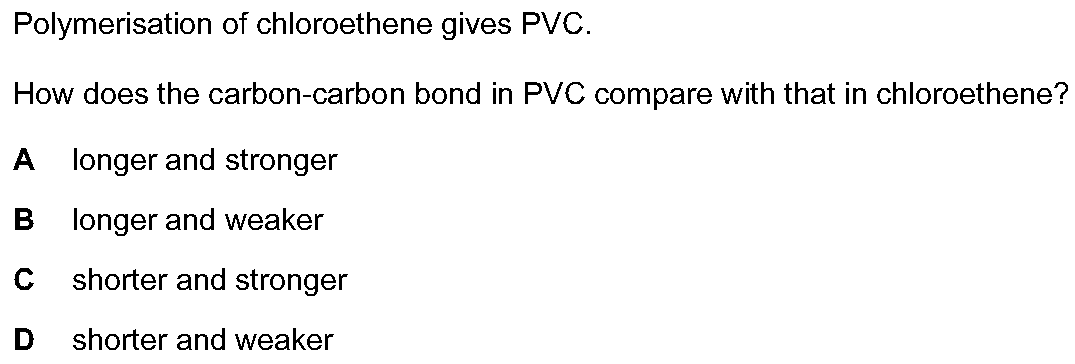 Polymerisation of chloroethene gives PVC.
How does the carbon-carbon bond in PVC compare with that in chloroethene?
A longer and stronger
B longer and weaker
C shorter and stronger
D shorter and weaker